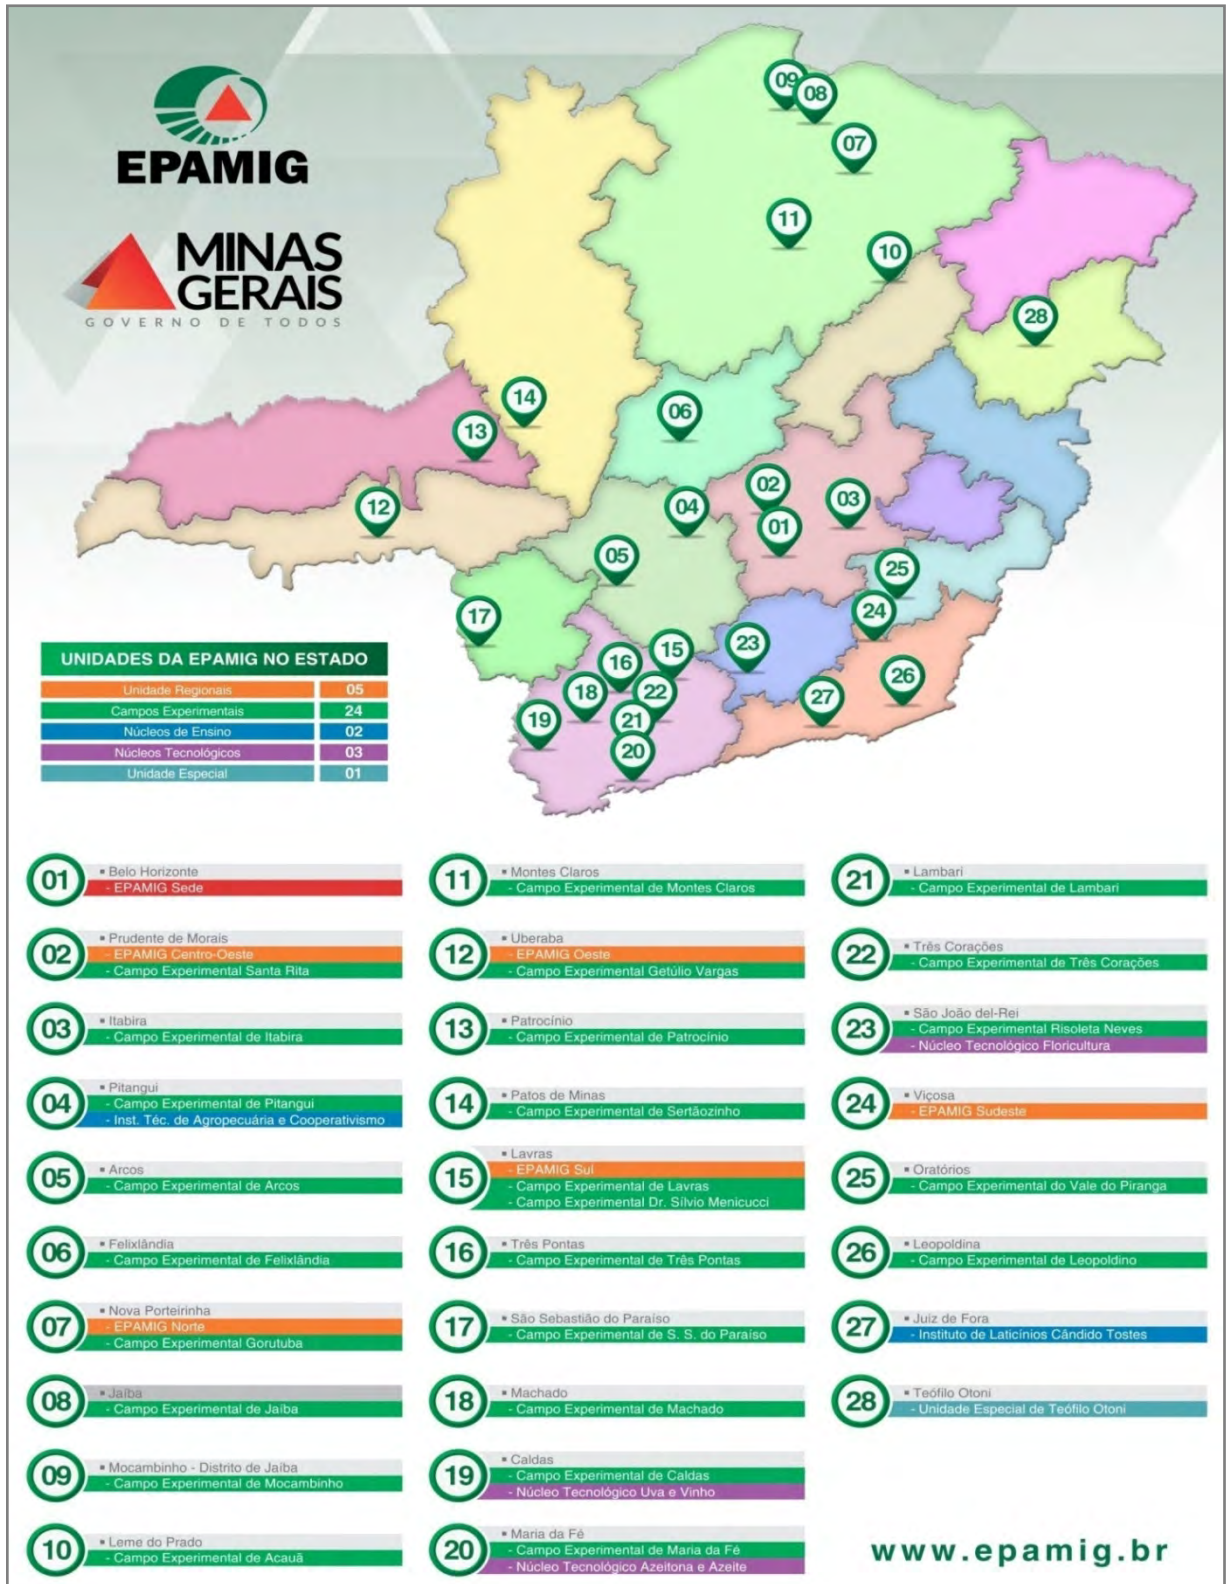 EPAMIG
MINAS
GERAIS
GOVERNO DE TODOS
09
08
07
11
10
28
14
13
06
12
02
03
04
01
05
25
24
17
23
15
16
26
18
22
27
19
21
20
UNIDADES DA EPAMIG NO ESTADO
Unidade Regionais 05
Campos Experimentais 24
Núcleos de Ensino 02
Núcleos Tecnológicos 03
Unidade Especial 01
01
▪ Belo Horizonte
- EPAMIG Sede
02
▪ Prudente de Morais
- EPAMIG Centro-Oeste
- Campo Experimental Santa Rita
03
▪ Itabira
- Campo Experimental de Itabira
04
▪ Pitangui
- Campo Experimental de Pitangui
- Inst. Téc. de Agropecuária e Cooperativismo
05
▪ Arcos
- Campo Experimental de Arcos
06
▪ Felixlândia
- Campo Experimental de Felixlândia
07
▪ Nova Porteirinha
- EPAMIG Norte
- Campo Experimental Gorutuba
08
▪ Jaíba
- Campo Experimental de Jaíba
09
▪ Mocambinho - Distrito de Jaíba
- Campo Experimental de Mocambinho
10
▪ Leme do Prado
- Campo Experimental de Acauã
11
▪ Montes Claros
- Campo Experimental de Montes Claros
12
▪ Uberaba
- EPAMIG Oeste
- Campo Experimental Getúlio Vargas
13
▪ Patrocínio
- Campo Experimental de Patrocínio
14
▪ Patos de Minas
- Campo Experimental de Sertãozinho
15
▪ Lavras
- EPAMIG Sul
- Campo Experimental de Lavras
- Campo Experimental Dr. Sílvio Menicucci
16
▪ Três Pontas
- Campo Experimental de Três Pontas
17
▪ São Sebastião do Paraíso
- Campo Experimental de S. S. do Paraíso
18
▪ Machado
- Campo Experimental de Machado
19
▪ Caldas
- Campo Experimental de Caldas
- Núcleo Tecnológico Uva e Vinho
20
▪ Maria da Fé
- Campo Experimental de Maria da Fé
- Núcleo Tecnológico Azeitona e Azeite
21
▪ Lambari
- Campo Experimental de Lambari
22
▪ Três Corações
- Campo Experimental de Três Corações
23
▪ São João del-Rei
- Campo Experimental Risoleta Neves
- Núcleo Tecnológico Floricultura
24
▪ Viçosa
- EPAMIG Sudeste
25
▪ Oratórios
- Campo Experimental do Vale do Piranga
26
▪ Leopoldina
- Campo Experimental de Leopoldino
27
▪ Juiz de Fora
- Instituto de Laticínios Cândido Tostes
28
▪ Teófilo Otoni
- Unidade Especial de Teófilo Otoni
www.epamig.br